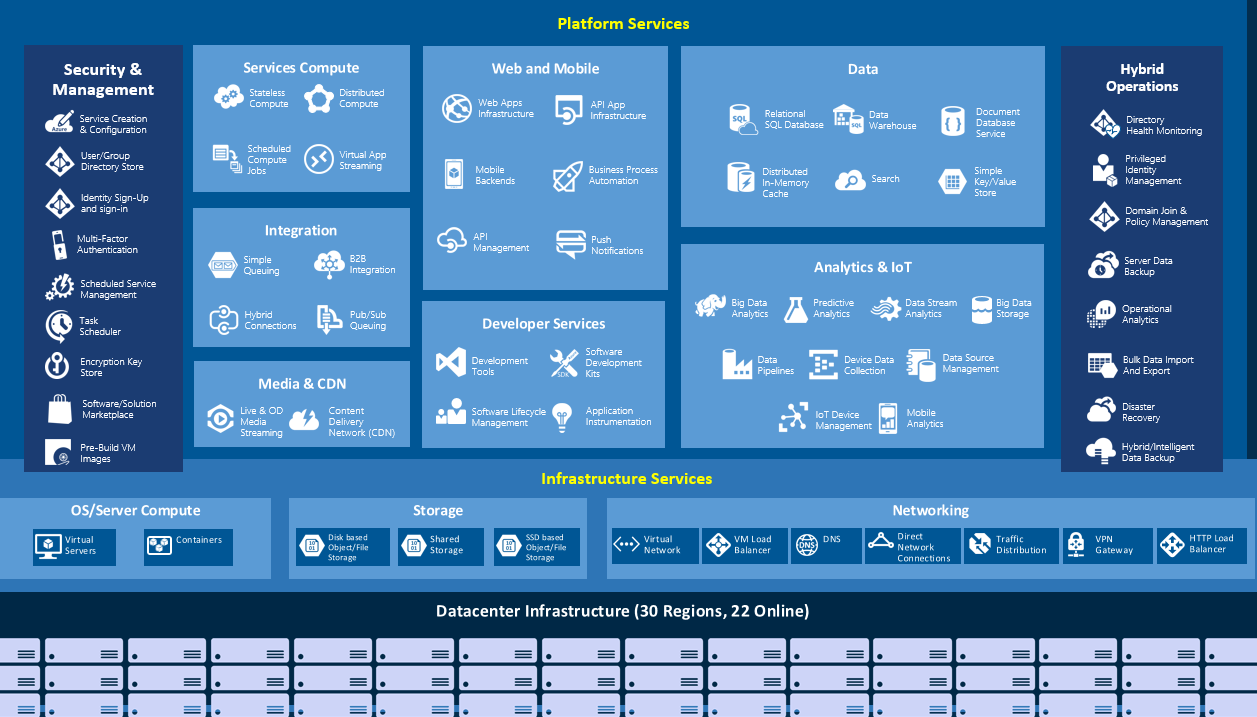 Platform Services
Security &
Management
Azure
Service Creation
& Configuration
User/Group
Directory Store
Identity Sign-Up
and sign-in
Multi-Factor
Authentication
Scheduled Service
Management
Task
Scheduler
Encryption Key
Store
Software/Solution
Marketplace
Pre-Build VM
Images
Services Compute
Stateless
Compute
Distributed
Compute
Scheduled
Compute
Jobs
Virtual App
Streaming
Integration
Simple
Queuing
B2B
Integration
Hybrid
Connections
Pub/Sub
Queuing
Media & CDN
Live & OD
Media
Streaming
Content
Delivery
Network (CDN)
Web and Mobile
Web Apps
Infrastructure
API App
Infrastructure
Mobile
Backends
Business Process
Automation
API
Management
Push
Notifications
Developer Services
Development
Tools
SDK
Software
Development
Kits
Software Lifecycle
Management
Application
Instrumentation
Data
SQL
Relational
SQL Database
SQL
Data
Warehouse
{ }
Document
Database
Service
Distributed
In-Memory
Cache
Search
Simple
Key/Value
Store
Analytics & IoT
Big Data
Analytics
Predictive
Analytics
Data Stream
Analytics
Big Data
Storage
Data
Pipelines
Device Data
Collection
Data Source
Management
IoT Device
Management
Mobile
Analytics
Hybrid
Operations
Directory
Health Monitoring
Privileged
Identity
Management
Domain Join &
Policy Management
Server Data
Backup
Operational
Analytics
Bulk Data Import
And Export
Disaster
Recovery
Hybrid/Intelligent
Data Backup
Infrastructure Services
OS/Server Compute
Virtual
Servers
Containers
Storage
10
01
Disk based
Object/File
Storage
10
01
Shared
Storage
10
01
SSD based
Object/File
Storage
Networking
Virtual
Network
VM Load
Balancer
DNS
DNS
Direct
Network
Connections
Traffic
Distribution
VPN
Gateway
HTTP Load
Balancer
Datacenter Infrastructure (30 Regions, 22 Online)